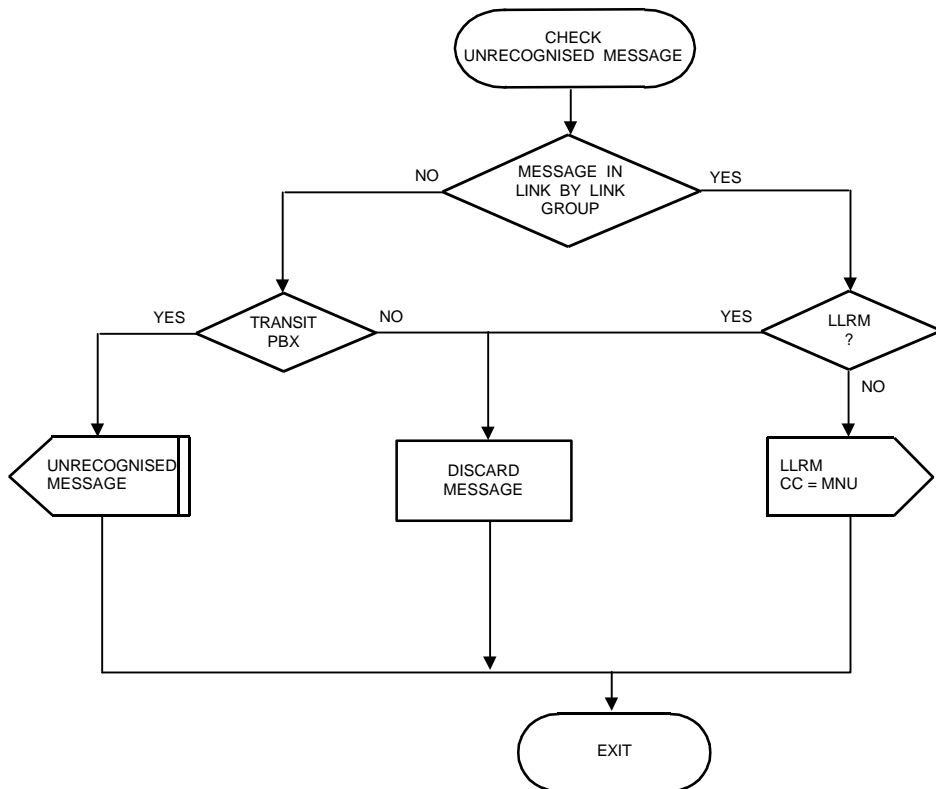 CHECK
UNRECOGNISED MESSAGE
MESSAGE IN
LINK BY LINK
GROUP
NO
YES
YES
TRANSIT
PBX
NO
YES
LLRM
?
NO
UNRECOGNISED
MESSAGE
DISCARD
MESSAGE
LLRM
CC = MNU
EXIT